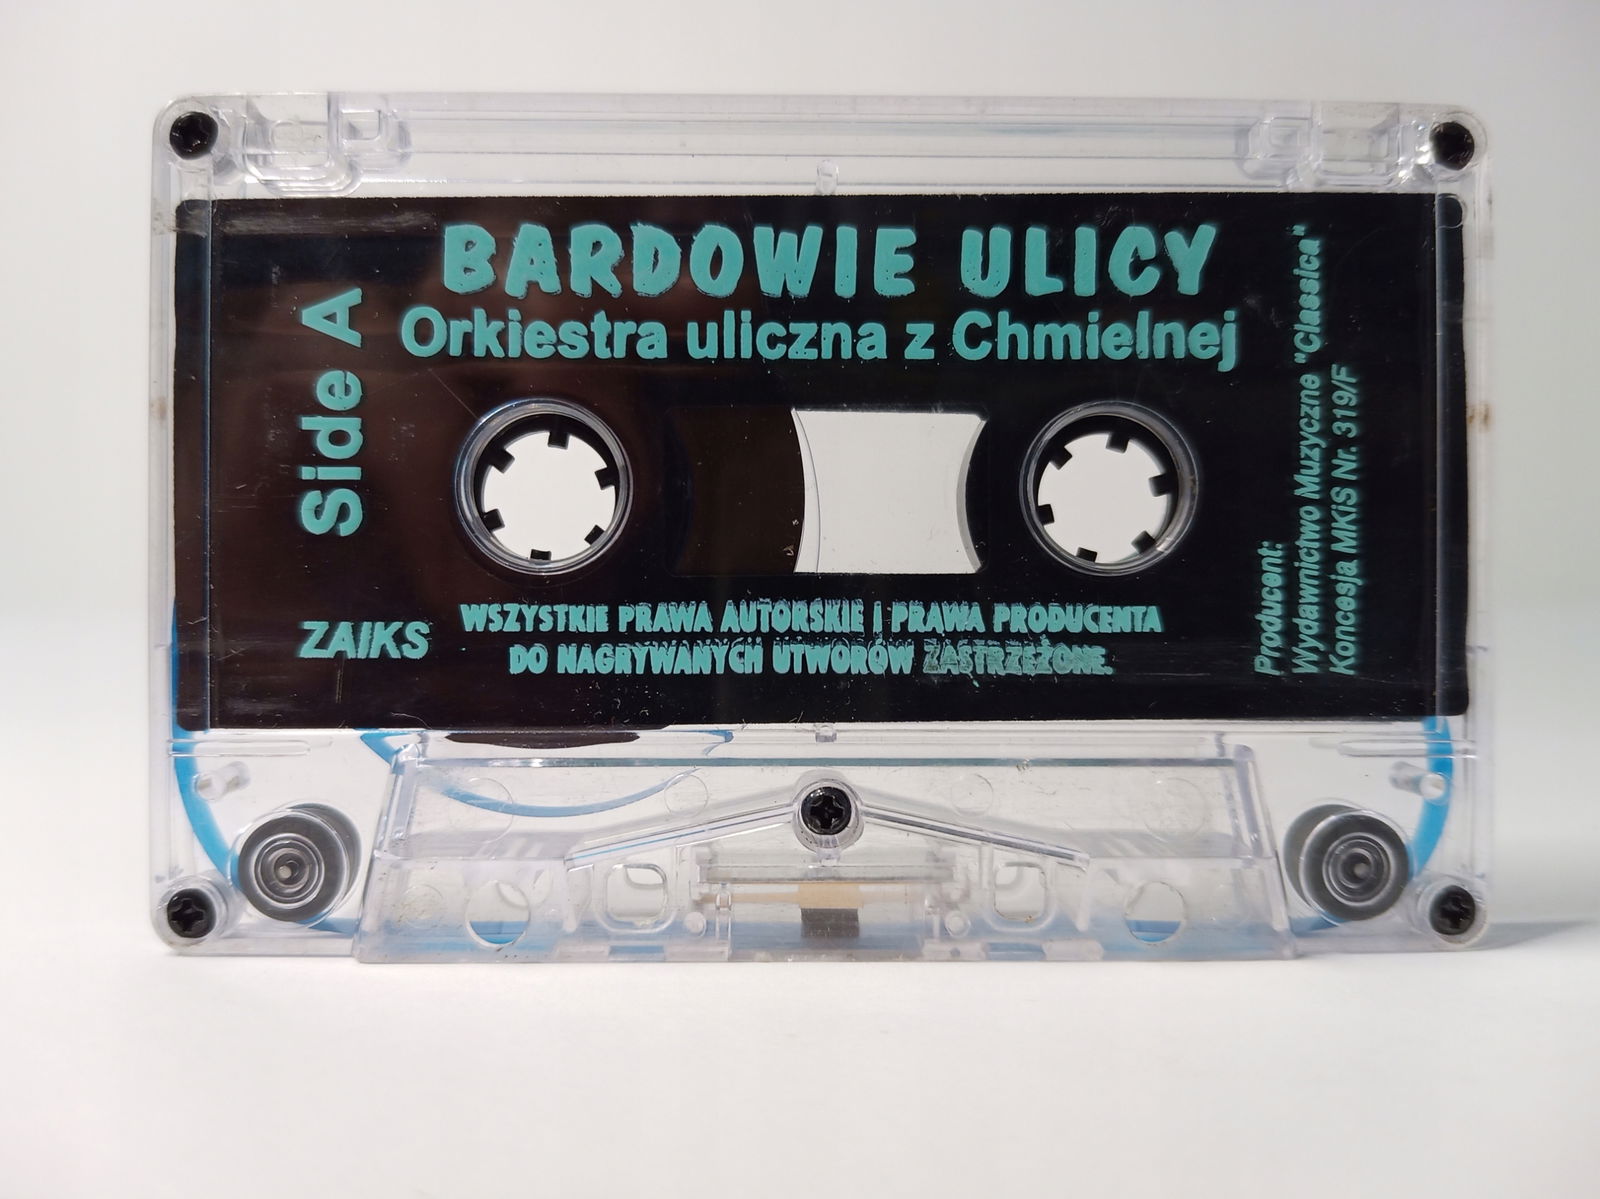 BARDOWIE ULICY
Orkiestra uliczna z Chmielnej
Side A
ZAIKS
WSZYSTKIE PRAWA AUTORSKIE I PRAWA PRODUCENTA
DO NAGRYWANYCH UTWORÓW ZASTRZEŻONE.
Producent:
Wydawnictwo Muzyczne "Classica"
Koncesja MKiS Nr. 319/F